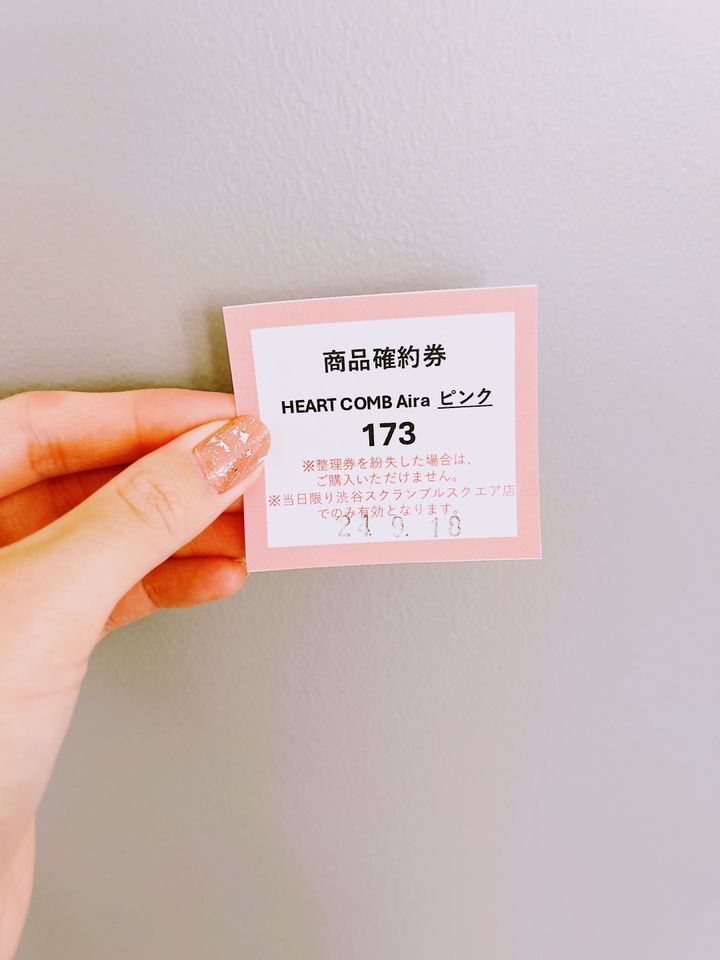 商品確約券
HEART COMB Aira ピンク
173
※整理券を紛失した場合は、
ご購入いただけません。
※当日限り渋谷スクランブルスクエア店
でのみ有効となります。
24. 9. 18